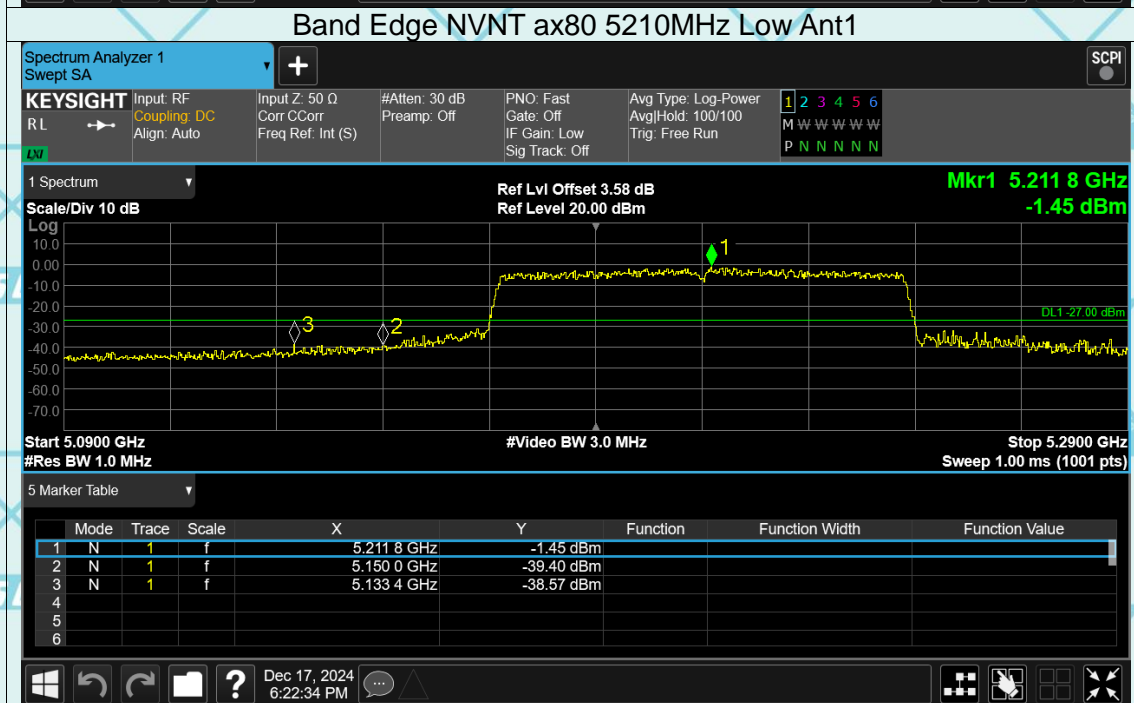 Band Edge NVNT ax80 5210MHz Low Ant1
Spectrum Analyzer 1
Swept SA
+
SCPI
KEYSIGHT
RL
LXI
Input: RF
Coupling: DC
Align: Auto
Input Z: 50 Ω
Corr CCorr
Freq Ref: Int (S)
#Atten: 30 dB
Preamp: Off
PNO: Fast
Gate: Off
IF Gain: Low
Sig Track: Off
Avg Type: Log-Power
Avg|Hold: 100/100
Trig: Free Run
1 2 3 4 5 6
M W W W W W
P N N N N N
1 Spectrum
Scale/Div 10 dB
Ref Lvl Offset 3.58 dB
Ref Level 20.00 dBm
Mkr1 5.211 8 GHz
-1.45 dBm
Log
10.0
0.00
-10.0
-20.0
-30.0
-40.0
-50.0
-60.0
-70.0
1
2
3
DL1 -27.00 dBm
Start 5.0900 GHz
#Video BW 3.0 MHz
Stop 5.2900 GHz
#Res BW 1.0 MHz
Sweep 1.00 ms (1001 pts)
5 Marker Table
Mode Trace Scale X Y Function Function Width Function Value
1 N 1 f 5.211 8 GHz -1.45 dBm
2 N 1 f 5.150 0 GHz -39.40 dBm
3 N 1 f 5.133 4 GHz -38.57 dBm
4
5
6
?
Dec 17, 2024
6:22:34 PM